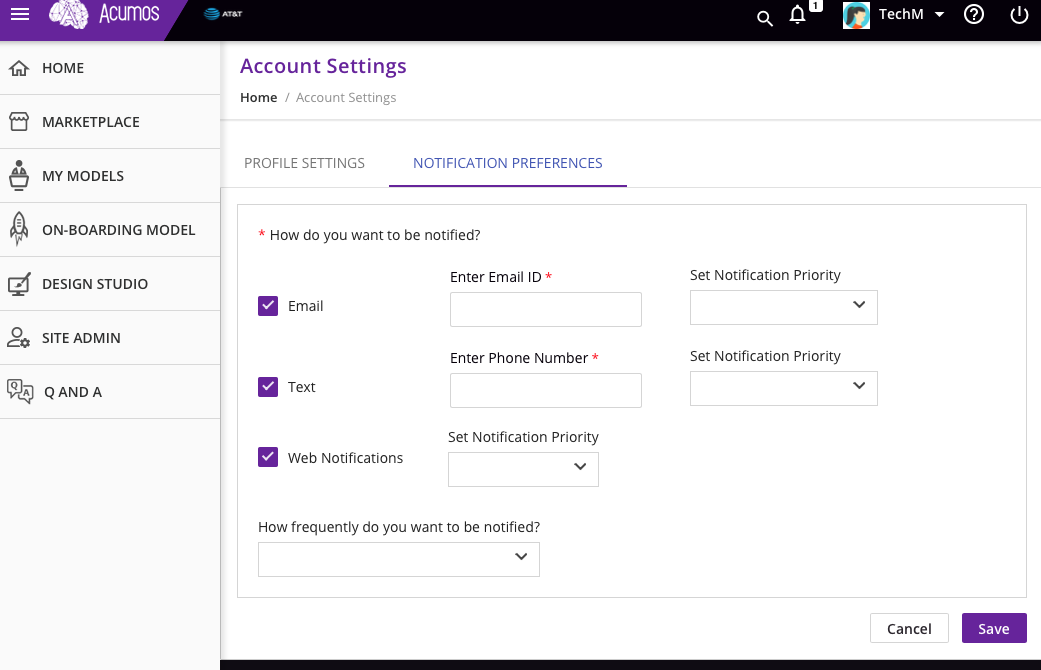 Acumos
AT&T
1
TechM
HOME
MARKETPLACE
MY MODELS
ON-BOARDING MODEL
DESIGN STUDIO
SITE ADMIN
Q AND A
Account Settings
Home / Account Settings
PROFILE SETTINGS
NOTIFICATION PREFERENCES
* How do you want to be notified?
Email
Enter Email ID *
Set Notification Priority
Text
Enter Phone Number *
Set Notification Priority
Web Notifications
Set Notification Priority
How frequently do you want to be notified?
Cancel
Save